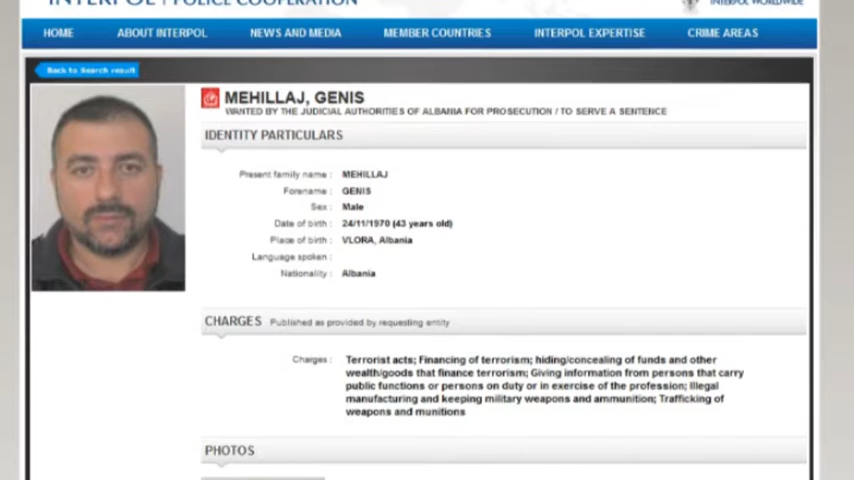 INTERPOL | POLICE COOPERATION
INTERPOL WORLDWIDE
HOME ABOUT INTERPOL NEWS AND MEDIA MEMBER COUNTRIES INTERPOL EXPERTISE CRIME AREAS
Back to Search result
MEHILLAJ, GENIS
WANTED BY THE JUDICIAL AUTHORITIES OF ALBANIA FOR PROSECUTION / TO SERVE A SENTENCE
IDENTITY PARTICULARS
Present family name : MEHILLAJ
Forename : GENIS
Sex : Male
Date of birth : 24/11/1970 (43 years old)
Place of birth : VLORA, Albania
Language spoken :
Nationality : Albania
CHARGES Published as provided by requesting entity
Charges : Terrorist acts; Financing of terrorism; hiding/concealing of funds and other
wealth/goods that finance terrorism; Giving information from persons that carry
public functions or persons on duty or in exercise of the profession; Illegal
manufacturing and keeping military weapons and ammunition; Trafficking of
weapons and munitions
PHOTOS